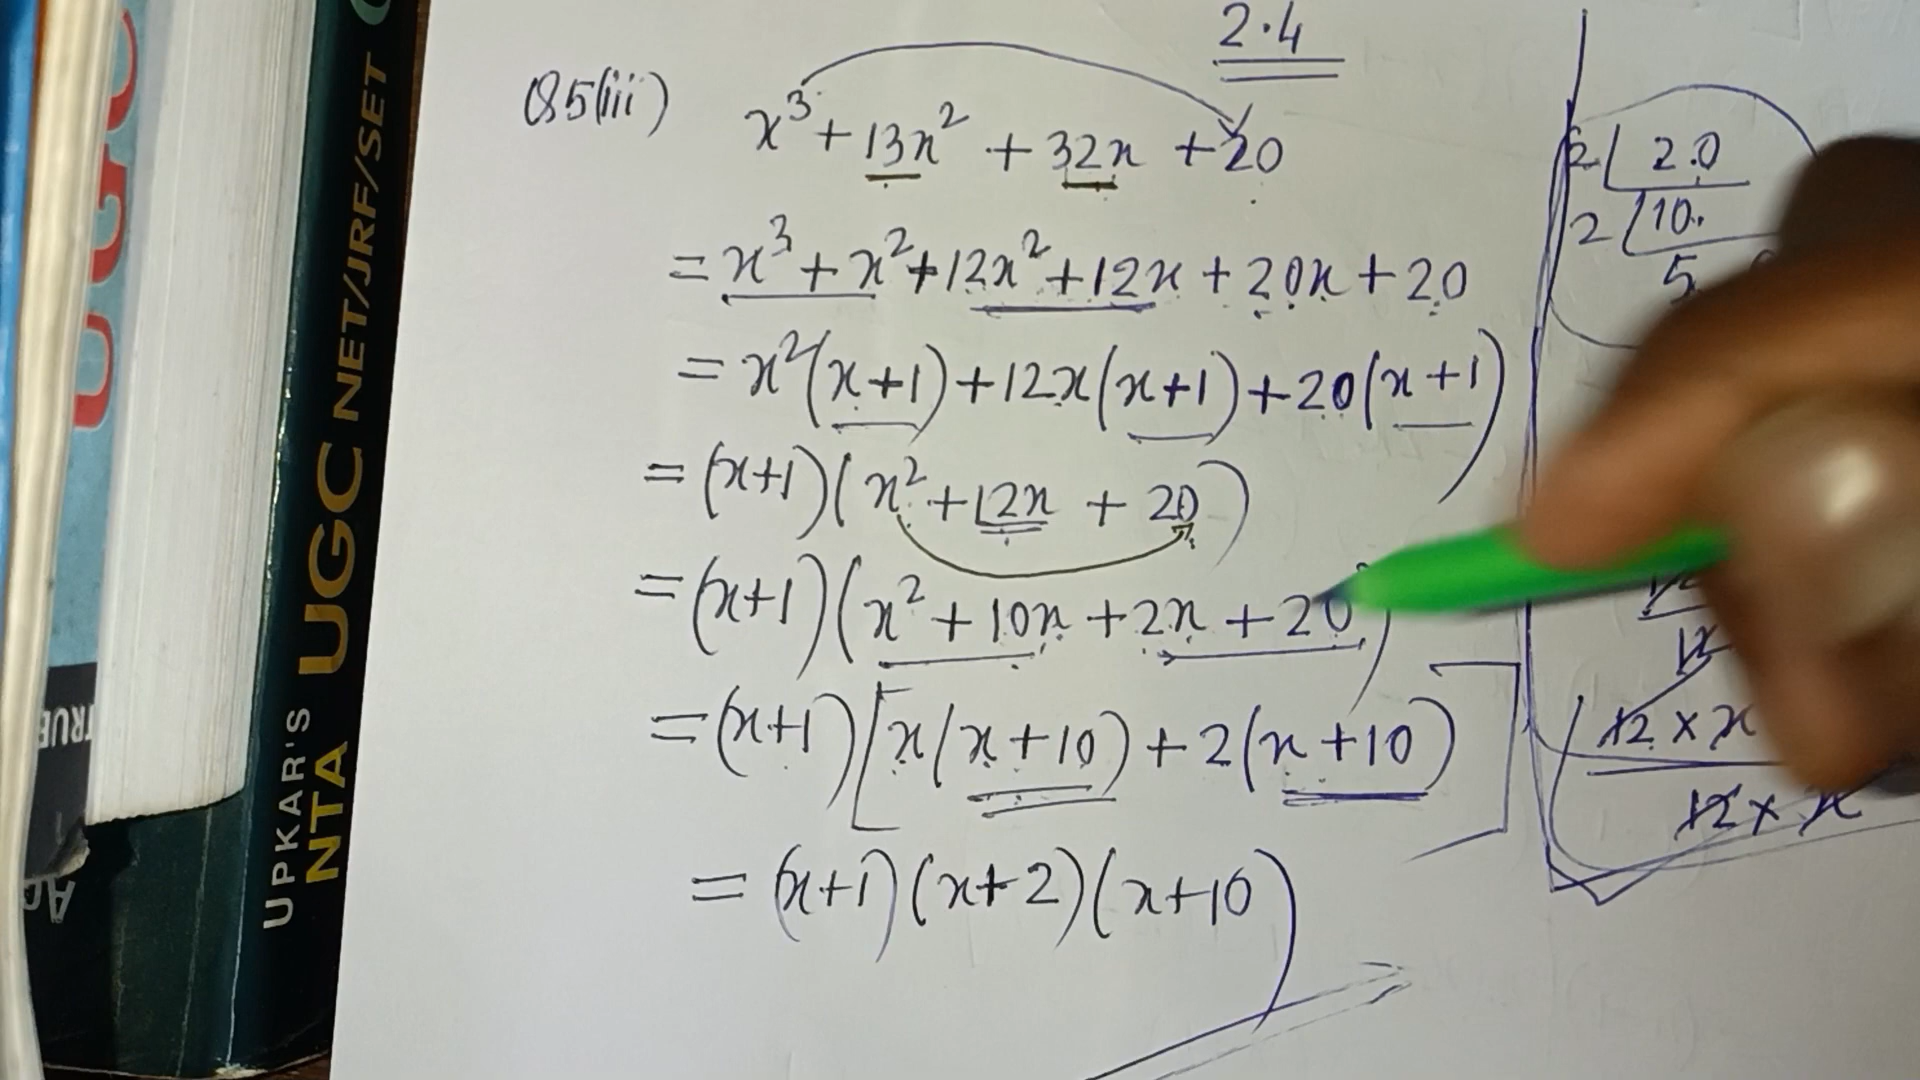 2.4
Q5(iii)
x³ + 13x² + 32x + 20
= x³ + x² + 12x² + 12x + 20x + 20
= x²(x+1) + 12x(x+1) + 20(x+1)
= (x+1)(x² + 12x + 20)
= (x+1)(x² + 10x + 2x + 20)
= (x+1)[x(x+10) + 2(x+10)]
= (x+1)(x+2)(x+10)
2 | 20
2 | 10
5
12 × x
12 × x
UPKAR'S
NTA UGC NET/JRF/SET
UGC
TRUE